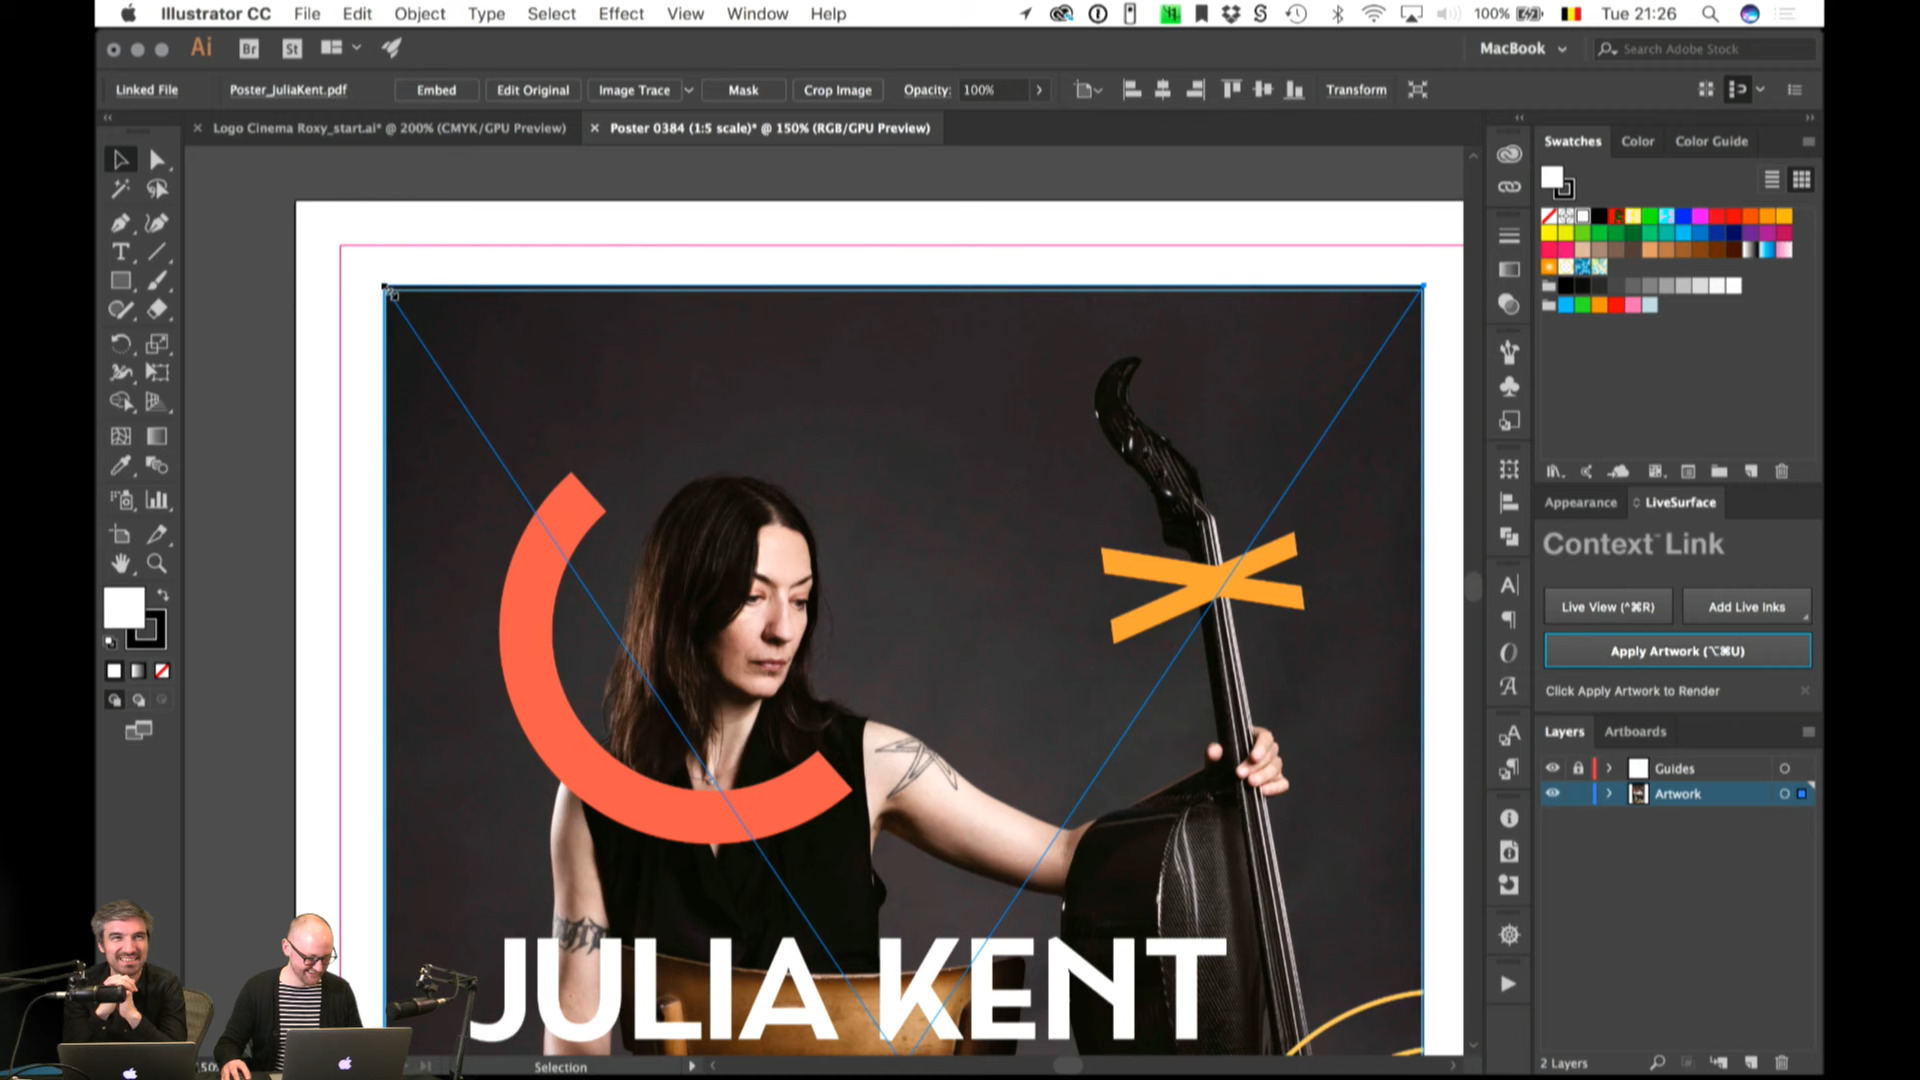 Illustrator CC File Edit Object Type Select Effect View Window Help 100% Tue 21:26
Ai Br St MacBook Search Adobe Stock
Linked File Poster_JuliaKent.pdf Embed Edit Original Image Trace Mask Crop Image Opacity: 100% Transform
Logo Cinema Roxy_start.ai* @ 200% (CMYK/GPU Preview) Poster 0384 (1:5 scale)* @ 150% (RGB/GPU Preview)
Swatches Color Color Guide
Appearance LiveSurface
Context™ Link
Live View (^⌘R) Add Live Inks
Apply Artwork (⌥⌘U)
Click Apply Artwork to Render
Layers Artboards
Guides
Artwork
JULIA KENT
Selection
2 Layers